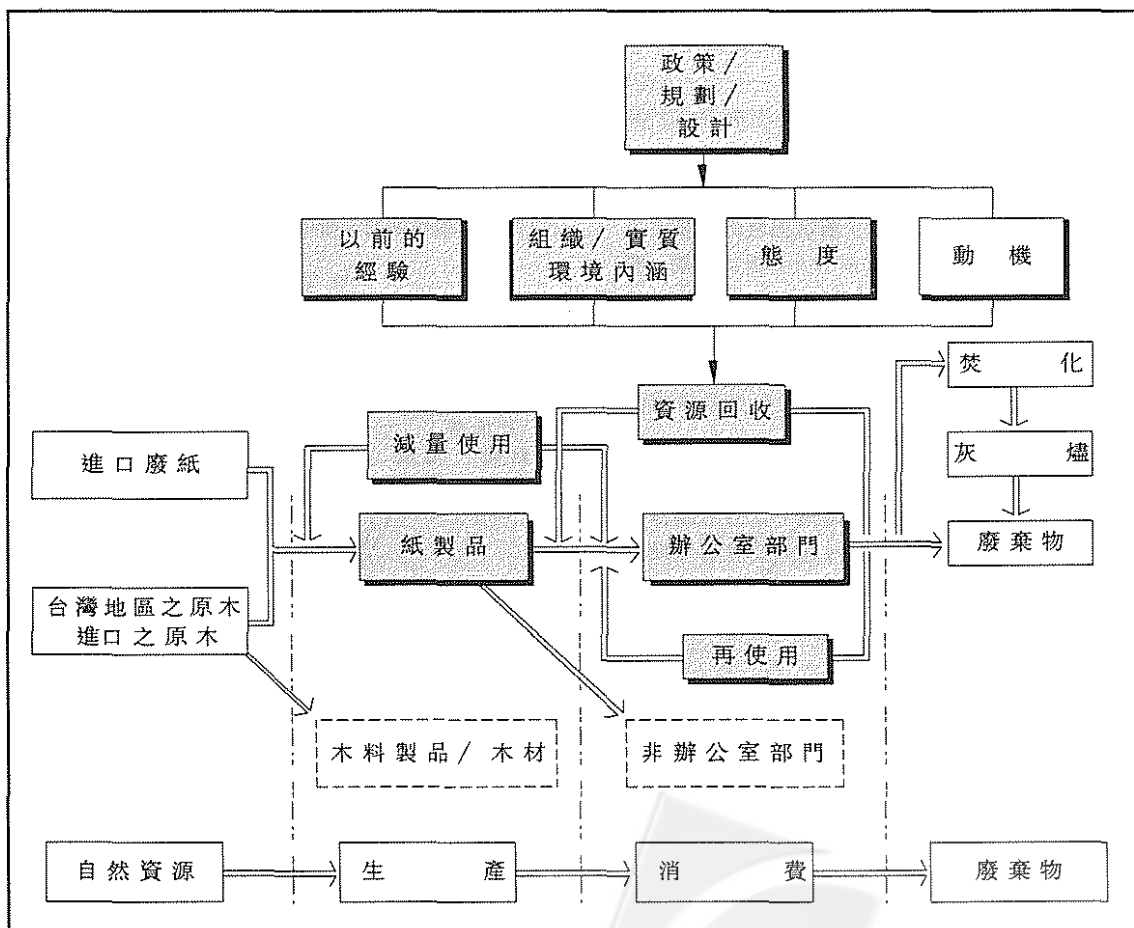 政策/
規劃/
設計
以前的
經驗
組織/ 實質
環境內涵
態度
動機
焚化
資源回收
減量使用
灰燼
進口廢紙
紙製品
辦公室部門
廢棄物
台灣地區之原木
進口之原木
再使用
木料製品/ 木材
非辦公室部門
自然資源
生產
消費
廢棄物